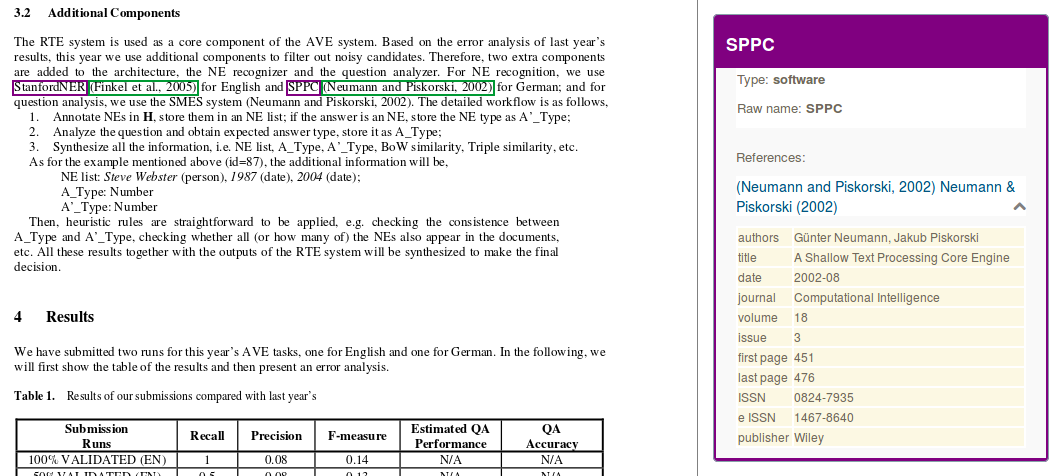 3.2 Additional Components
The RTE system is used as a core component of the AVE system. Based on the error analysis of last year's
results, this year we use additional components to filter out noisy candidates. Therefore, two extra components
are added to the architecture, the NE recognizer and the question analyzer. For NE recognition, we use
StanfordNER (Finkel et al., 2005) for English and SPPC (Neumann and Piskorski, 2002) for German; and for
question analysis, we use the SMES system (Neumann and Piskorski, 2002). The detailed workflow is as follows,
1. Annotate NEs in H, store them in an NE list; if the answer is an NE, store the NE type as A'_Type;
2. Analyze the question and obtain expected answer type, store it as A_Type;
3. Synthesize all the information, i.e. NE list, A_Type, A'_Type, BoW similarity, Triple similarity, etc.
As for the example mentioned above (id=87), the additional information will be,
NE list: Steve Webster (person), 1987 (date), 2004 (date);
A_Type: Number
A'_Type: Number
Then, heuristic rules are straightforward to be applied, e.g. checking the consistence between
A_Type and A'_Type, checking whether all (or how many of) the NEs also appear in the documents,
etc. All these results together with the outputs of the RTE system will be synthesized to make the final
decision.
4 Results
We have submitted two runs for this year's AVE tasks, one for English and one for German. In the following, we
will first show the table of the results and then present an error analysis.
Table 1. Results of our submissions compared with last year's
Submission Runs Recall Precision F-measure Estimated QA Performance QA Accuracy
100% VALIDATED (EN) 1 0.08 0.14 N/A N/A
50% VALIDATED (EN) 0.5 0.08 0.13 N/A N/A
SPPC
Type: software
Raw name: SPPC
References:
(Neumann and Piskorski, 2002) Neumann &
Piskorski (2002)
authors Günter Neumann, Jakub Piskorski
title A Shallow Text Processing Core Engine
date 2002-08
journal Computational Intelligence
volume 18
issue 3
first page 451
last page 476
ISSN 0824-7935
e ISSN 1467-8640
publisher Wiley